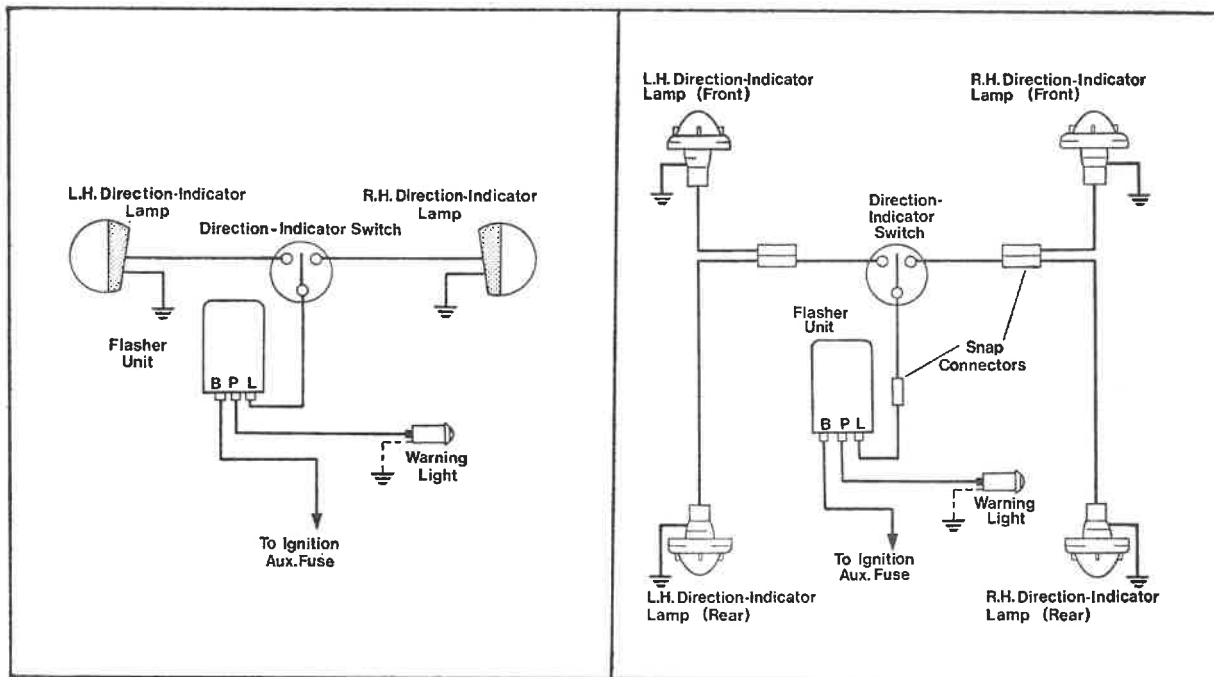 L.H. Direction-Indicator
Lamp
R.H. Direction-Indicator
Lamp
Direction-Indicator Switch
Flasher
Unit
B P L
Warning
Light
To Ignition
Aux.Fuse
L.H. Direction-Indicator
Lamp (Front)
R.H. Direction-Indicator
Lamp (Front)
Direction-
Indicator
Switch
Flasher
Unit
Snap
Connectors
B P L
Warning
Light
To Ignition
Aux. Fuse
L.H. Direction-Indicator
Lamp (Rear)
R.H. Direction-Indicator
Lamp (Rear)